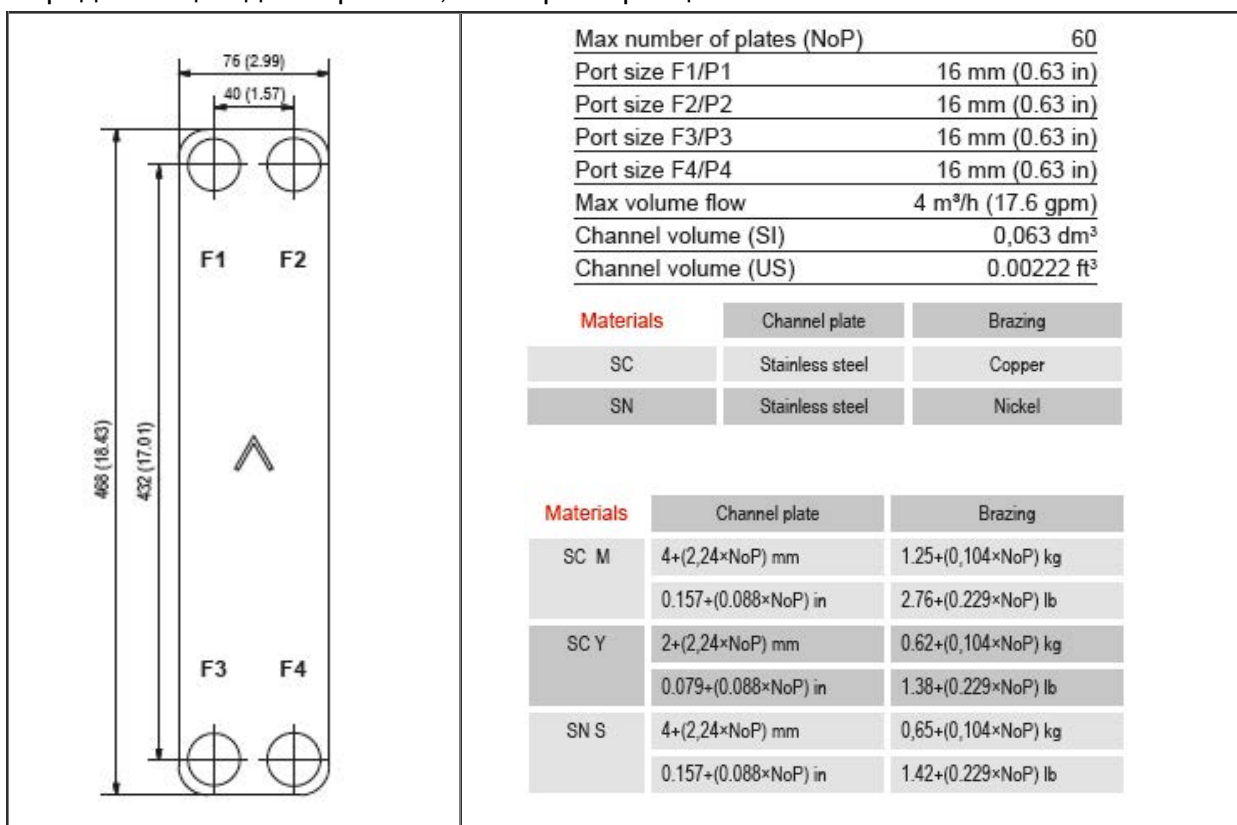 76 (2.99)
40 (1.57)
468 (18.43)
432 (17.01)
F1 F2
F3 F4
Max number of plates (NoP) 60
Port size F1/P1 16 mm (0.63 in)
Port size F2/P2 16 mm (0.63 in)
Port size F3/P3 16 mm (0.63 in)
Port size F4/P4 16 mm (0.63 in)
Max volume flow 4 m³/h (17.6 gpm)
Channel volume (SI) 0,063 dm³
Channel volume (US) 0.00222 ft³
Materials Channel plate Brazing
SC Stainless steel Copper
SN Stainless steel Nickel
Materials Channel plate Brazing
SC M 4+(2,24×NoP) mm 1.25+(0,104×NoP) kg
0.157+(0.088×NoP) in 2.76+(0.229×NoP) lb
SC Y 2+(2,24×NoP) mm 0.62+(0,104×NoP) kg
0.079+(0.088×NoP) in 1.38+(0.229×NoP) lb
SN S 4+(2,24×NoP) mm 0,65+(0,104×NoP) kg
0.157+(0.088×NoP) in 1.42+(0.229×NoP) lb